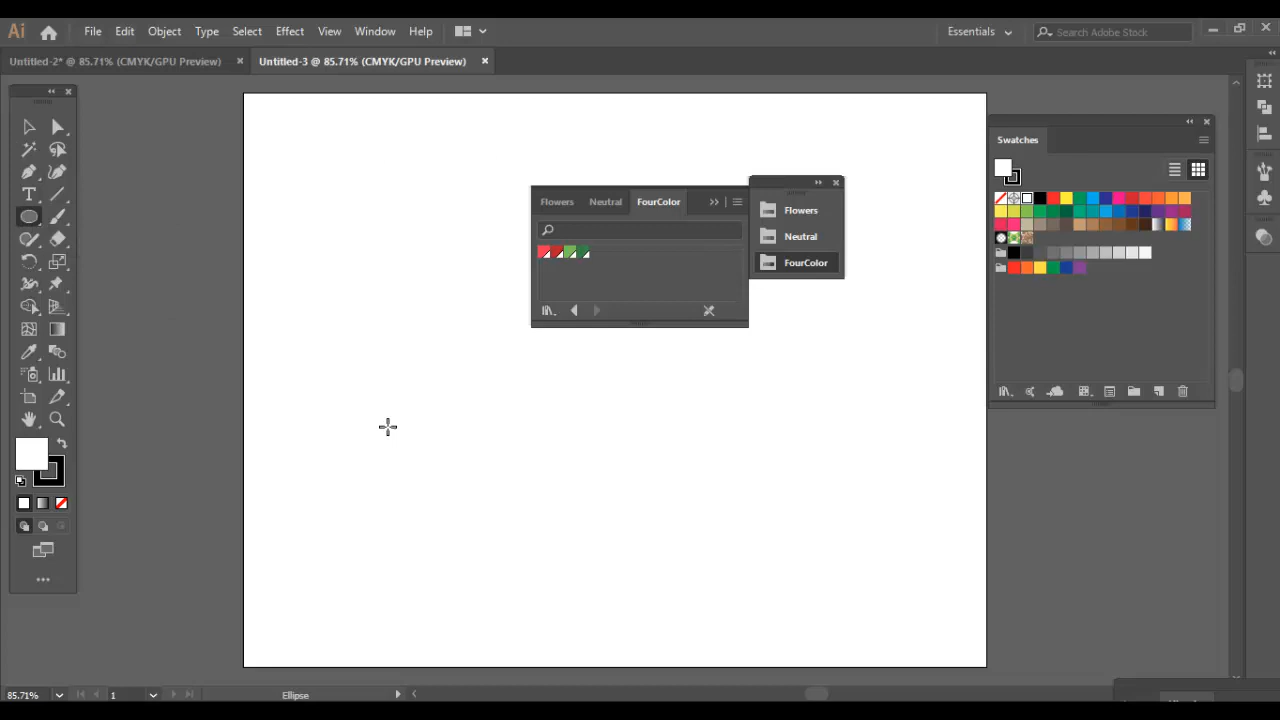 Ai File Edit Object Type Select Effect View Window Help Essentials Search Adobe Stock
Untitled-2* @ 85.71% (CMYK/GPU Preview) Untitled-3 @ 85.71% (CMYK/GPU Preview)
Swatches
Flowers Neutral FourColor
Flowers
Neutral
FourColor
85.71% 1 Ellipse